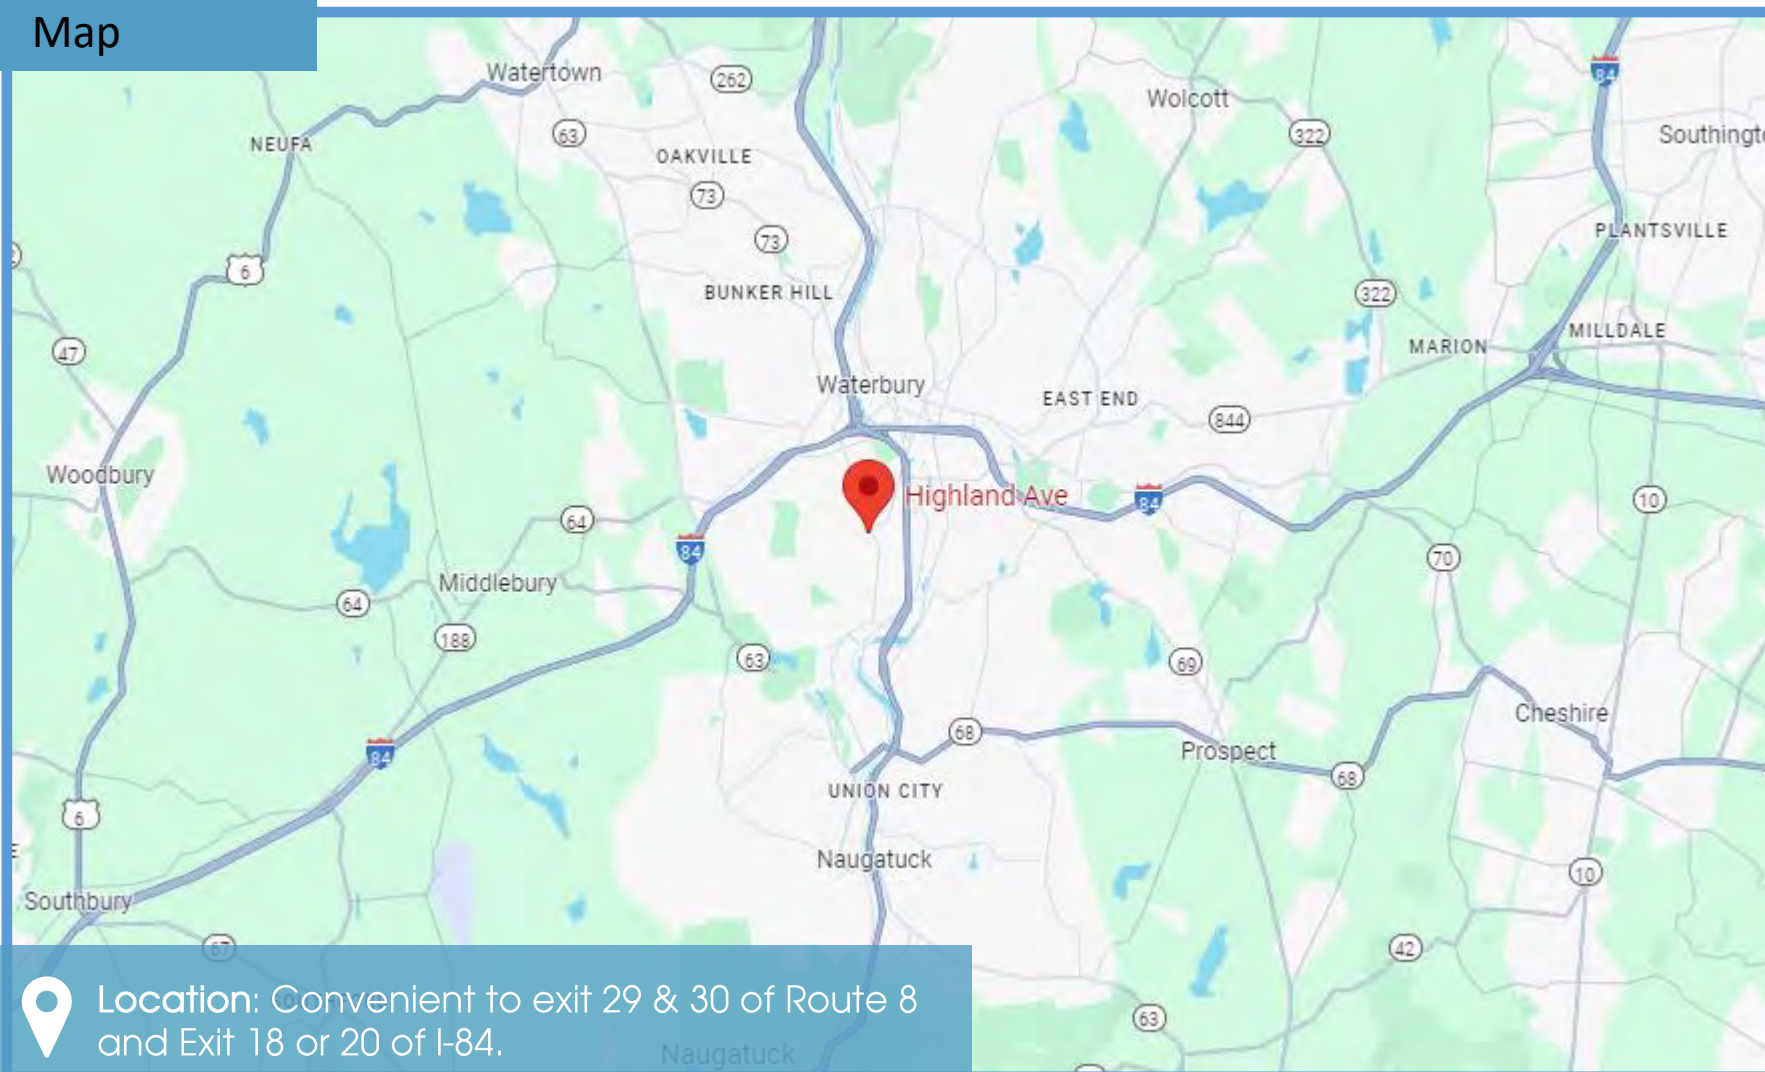 Map
Watertown
262
Wolcott
84
63
322
Southingt
NEUFA
OAKVILLE
73
73
PLANTSVILLE
6
BUNKER HILL
322
47
MARION
MILLDALE
Waterbury
EAST END
844
Woodbury
Highland Ave
84
10
64
84
70
Middlebury
64
188
63
69
68
Cheshire
84
Prospect
68
UNION CITY
6
Naugatuck
10
Southbury
67
42
Location: Convenient to exit 29 & 30 of Route 8
and Exit 18 or 20 of I-84.
63
Naugatuck